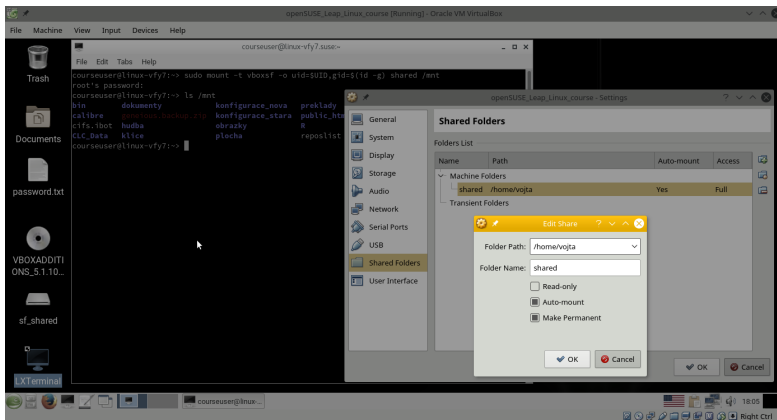 openSUSE_Leap_Linux_course [Running] - Oracle VM VirtualBox
File Machine View Input Devices Help
Trash
Documents
password.txt
VBOXADDITI
ONS_5.1.10...
sf_shared
LXTerminal
courseuser@linux-vfy7.suse:~
File Edit Tabs Help
courseuser@linux-vfy7:~> sudo mount -t vboxsf -o uid=$UID,gid=$(id -g) shared /mnt
root's password:
courseuser@linux-vfy7:~> ls /mnt
bin dokumenty konfigurace_nova preklady
calibre konfigurace_stara public_htm
cifs.ibot hudba obrazky R
CLC_Data klice plocha reposlist
courseuser@linux-vfy7:~>
openSUSE_Leap_Linux_course - Settings
General
System
Display
Storage
Audio
Network
Serial Ports
USB
Shared Folders
User Interface
Shared Folders
Folders List
Name Path Auto-mount Access
Machine Folders
shared /home/vojta Yes Full
Transient Folders
Edit Share
Folder Path: /home/vojta
Folder Name: shared
Read-only
Auto-mount
Make Permanent
OK Cancel
OK Cancel
courseuser@linux-...
18:05
Right Ctrl